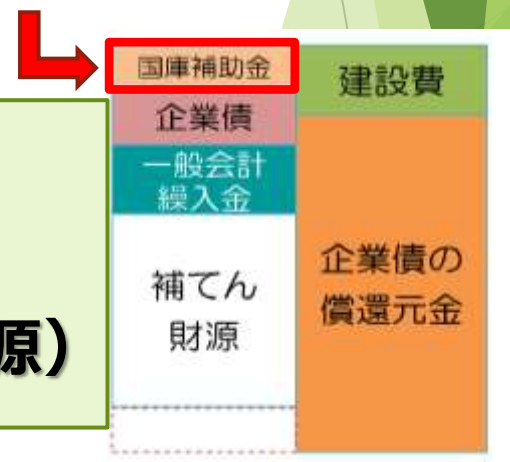 国庫補助金
企業債
一般会計
繰入金
補てん
財源
建設費
企業債の
償還元金
原）